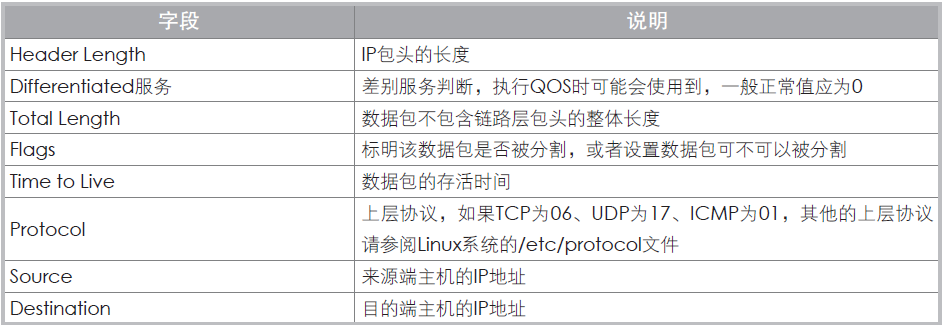 字段 说明
Header Length IP包头的长度
Differentiated服务 差别服务判断，执行QOS时可能会使用到，一般正常值应为0
Total Length 数据包不包含链路层包头的整体长度
Flags 标明该数据包是否被分割，或者设置数据包可不可以被分割
Time to Live 数据包的存活时间
Protocol 上层协议，如果TCP为06、UDP为17、ICMP为01，其他的上层协议
请参阅Linux系统的/etc/protocol文件
Source 来源端主机的IP地址
Destination 目的端主机的IP地址